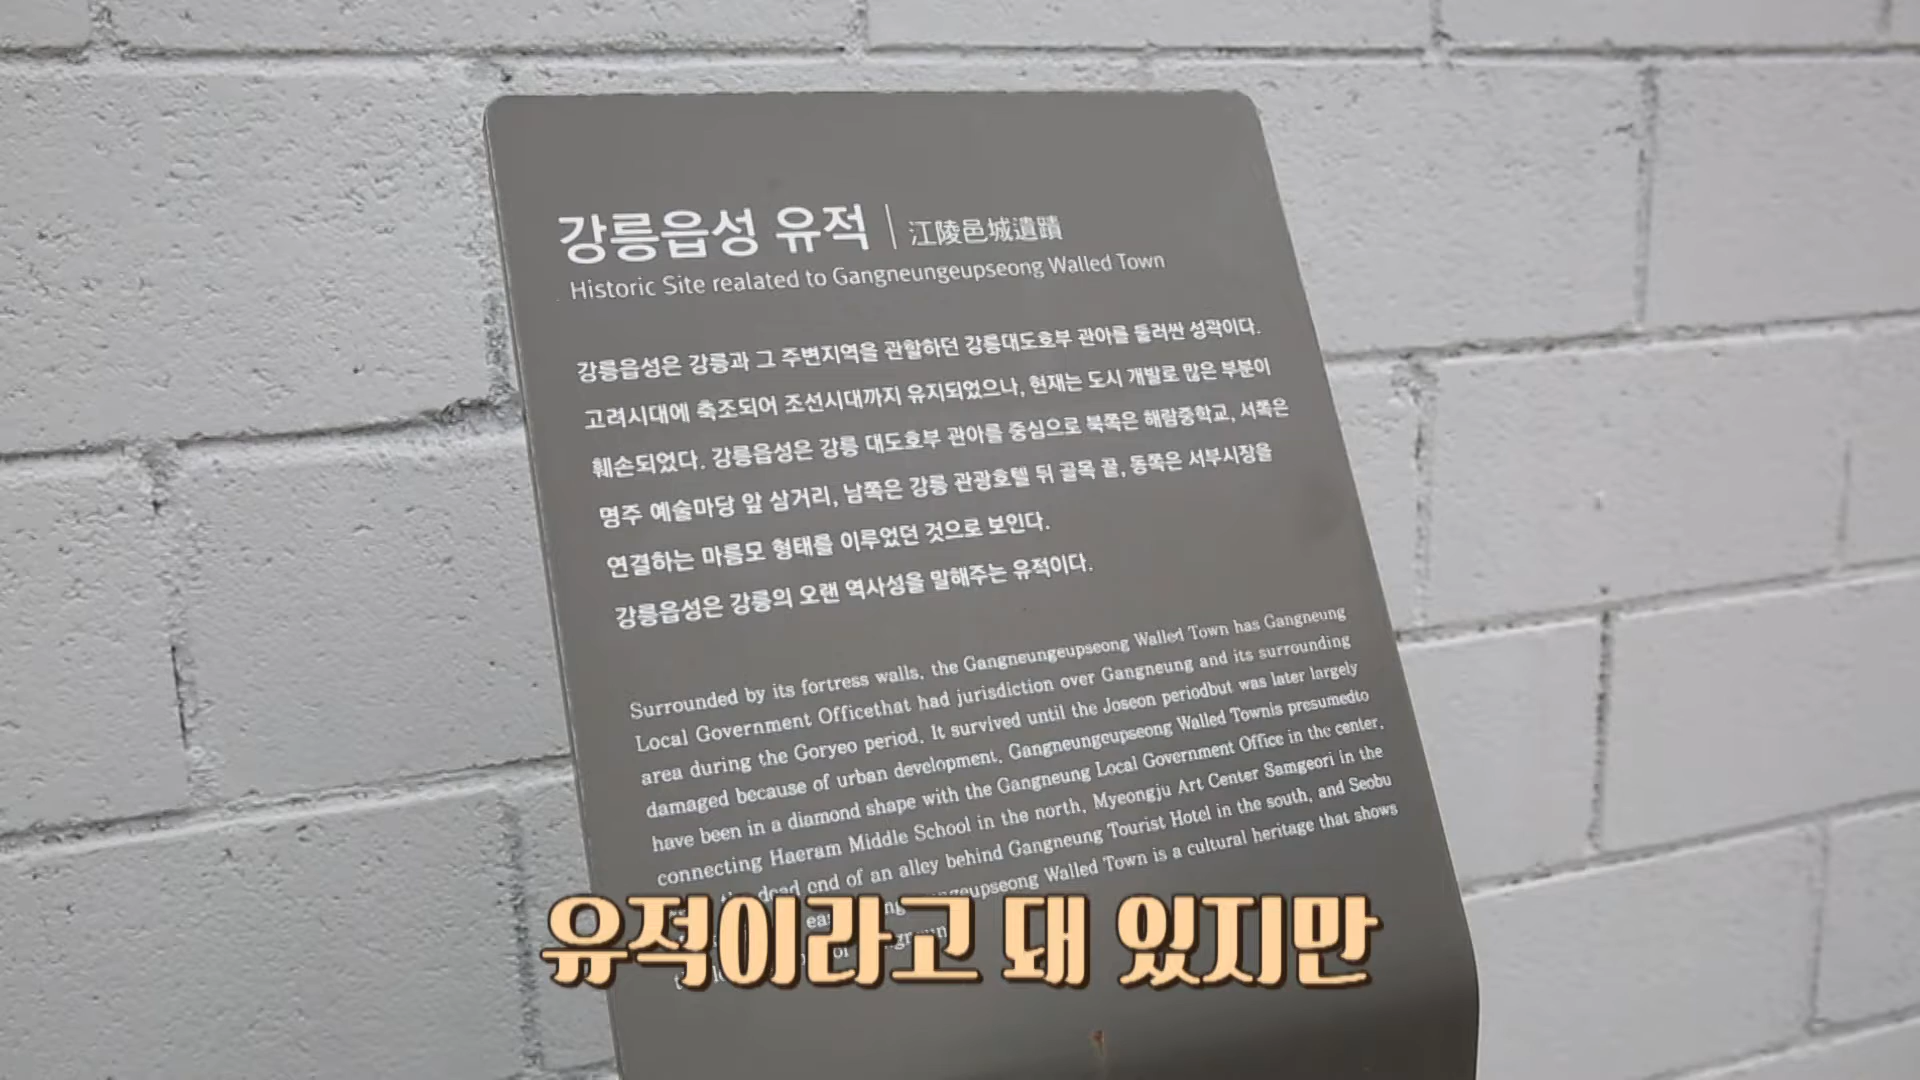 강릉읍성 유적 | 江陵邑城遺蹟
Historic Site realated to Gangneungeupseong Walled Town
강릉읍성은 강릉과 그 주변지역을 관할하던 강릉대도호부 관아를 둘러싼 성곽이다.
고려시대에 축조되어 조선시대까지 유지되었으나, 현재는 도시 개발로 많은 부분이
훼손되었다. 강릉읍성은 강릉 대도호부 관아를 중심으로 북쪽은 해람중학교, 서쪽은
명주 예술마당 앞 삼거리, 남쪽은 강릉 관광호텔 뒤 골목 끝, 동쪽은 서부시장을
연결하는 마름모 형태를 이루었던 것으로 보인다.
강릉읍성은 강릉의 오랜 역사성을 말해주는 유적이다.
Surrounded by its fortress walls, the Gangneungeupseong Walled Town has Gangneung
Local Government Officethat had jurisdiction over Gangneung and its surrounding
area during the Goryeo period. It survived until the Joseon periodbut was later largely
damaged because of urban development. Gangneungeupseong Walled Townis presumedto
have been in a diamond shape with the Gangneung Local Government Office in the center,
connecting Haeram Middle School in the north, Myeongju Art Center Samgeori in the
dead end of an alley behind Gangneung Tourist Hotel in the south, and Seobu
Walled Town is a cultural heritage that shows
유적이라고 돼 있지만